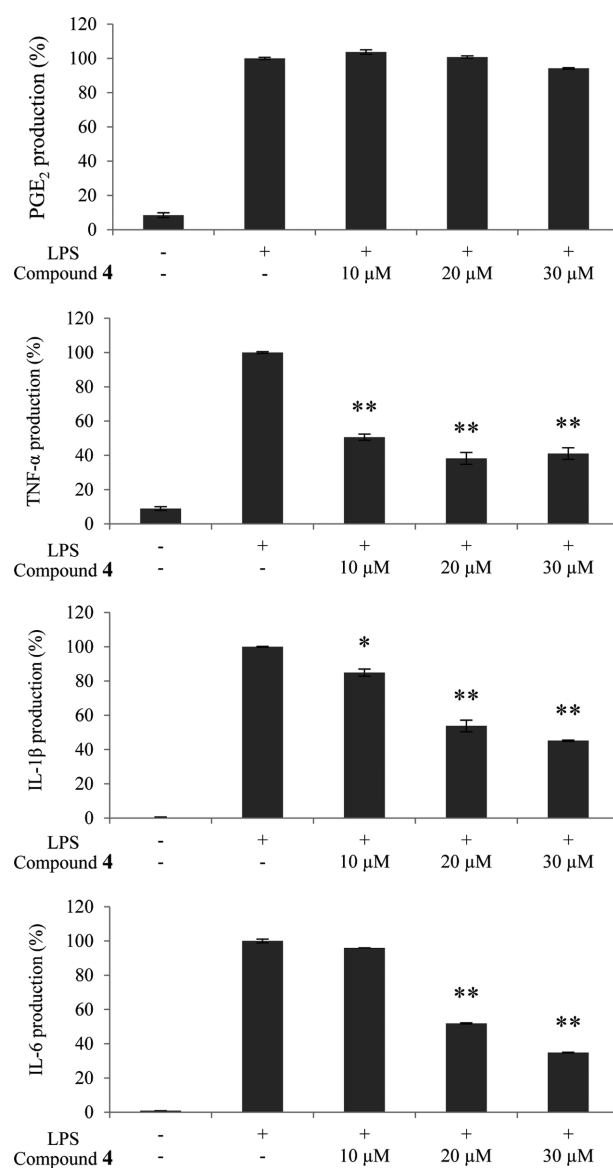 120
100
80
60
40
20
0
PGE₂ production (%)
LPS - + + + +
Compound 4 - - 10 µM 20 µM 30 µM
120
100
80
60
40
20
0
TNF-α production (%)
** ** **
LPS - + + + +
Compound 4 - - 10 µM 20 µM 30 µM
120
100
80
60
40
20
0
IL-1β production (%)
* ** **
LPS - + + + +
Compound 4 - - 10 µM 20 µM 30 µM
120
100
80
60
40
20
0
IL-6 production (%)
** **
LPS - + + + +
Compound 4 - - 10 µM 20 µM 30 µM